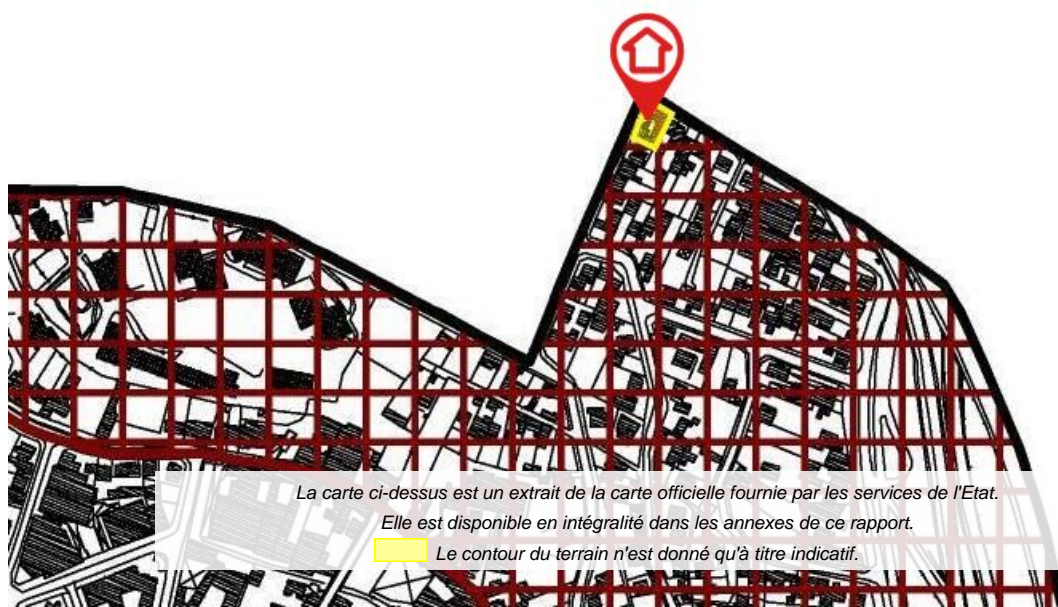 La carte ci-dessus est un extrait de la carte officielle fournie par les services de l'Etat.
Elle est disponible en intégralité dans les annexes de ce rapport.
Le contour du terrain n'est donné qu'à titre indicatif.